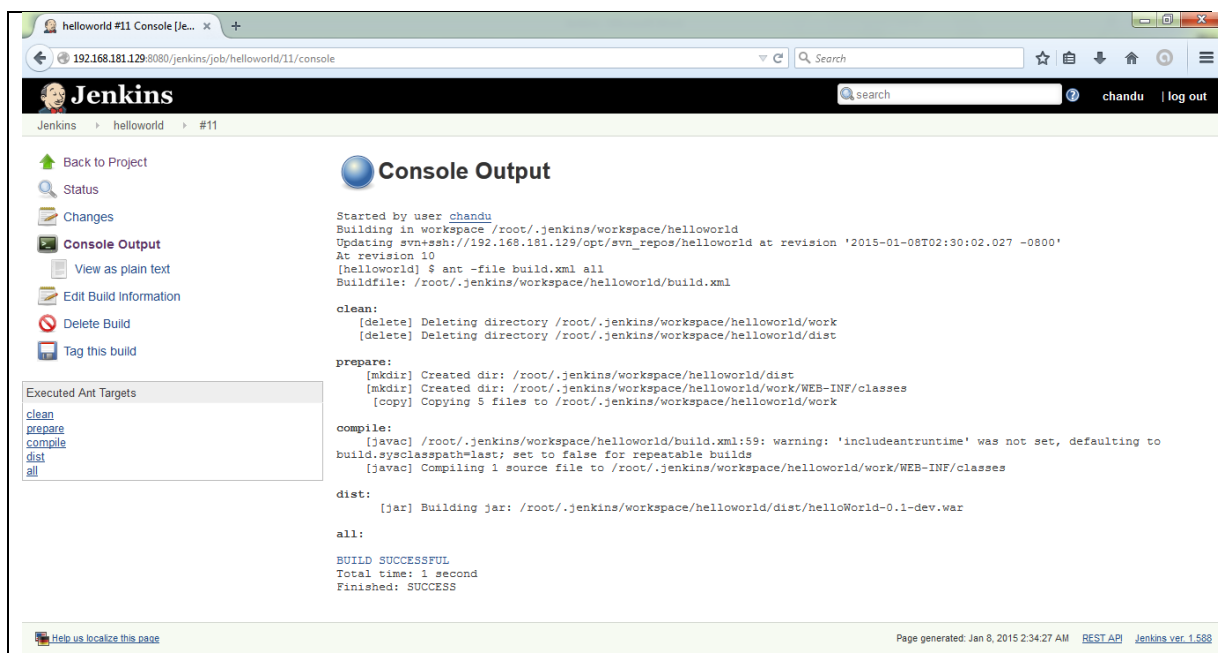 helloworld #11 Console [Je...
192.168.181.129:8080/jenkins/job/helloworld/11/console
Search
Jenkins
search
chandu | log out
Jenkins helloworld #11
Back to Project
Status
Changes
Console Output
View as plain text
Edit Build Information
Delete Build
Tag this build
Executed Ant Targets
clean
prepare
compile
dist
all
Console Output
Started by user chandu
Building in workspace /root/.jenkins/workspace/helloworld
Updating svn+ssh://192.168.181.129/opt/svn_repos/helloworld at revision '2015-01-08T02:30:02.027 -0800'
At revision 10
[helloworld] $ ant -file build.xml all
Buildfile: /root/.jenkins/workspace/helloworld/build.xml
clean:
[delete] Deleting directory /root/.jenkins/workspace/helloworld/work
[delete] Deleting directory /root/.jenkins/workspace/helloworld/dist
prepare:
[mkdir] Created dir: /root/.jenkins/workspace/helloworld/dist
[mkdir] Created dir: /root/.jenkins/workspace/helloworld/work/WEB-INF/classes
[copy] Copying 5 files to /root/.jenkins/workspace/helloworld/work
compile:
[javac] /root/.jenkins/workspace/helloworld/build.xml:59: warning: 'includeantruntime' was not set, defaulting to
build.sysclasspath=last; set to false for repeatable builds
[javac] Compiling 1 source file to /root/.jenkins/workspace/helloworld/work/WEB-INF/classes
dist:
[jar] Building jar: /root/.jenkins/workspace/helloworld/dist/helloWorld-0.1-dev.war
all:
BUILD SUCCESSFUL
Total time: 1 second
Finished: SUCCESS
Help us localize this page
Page generated: Jan 8, 2015 2:34:27 AM REST API Jenkins ver. 1.588